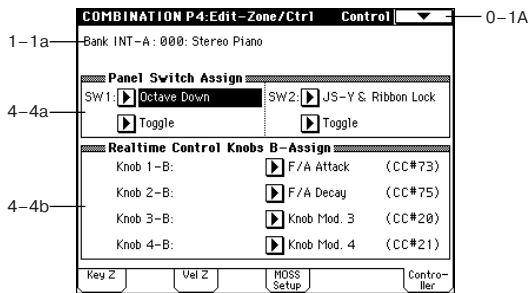 COMBINATION P4:Edit-Zone/Ctrl Control
0-1A
1-1a
Bank INT-A: 000: Stereo Piano
Panel Switch Assign
4-4a
SW1: Octave Down SW2: JS-Y & Ribbon Lock
Toggle Toggle
Realtime Control Knobs B-Assign
4-4b
Knob 1-B: F/A Attack (CC#73)
Knob 2-B: F/A Decay (CC#75)
Knob 3-B: Knob Mod. 3 (CC#20)
Knob 4-B: Knob Mod. 4 (CC#21)
Key Z Vel Z MOSS Setup Contro-ller